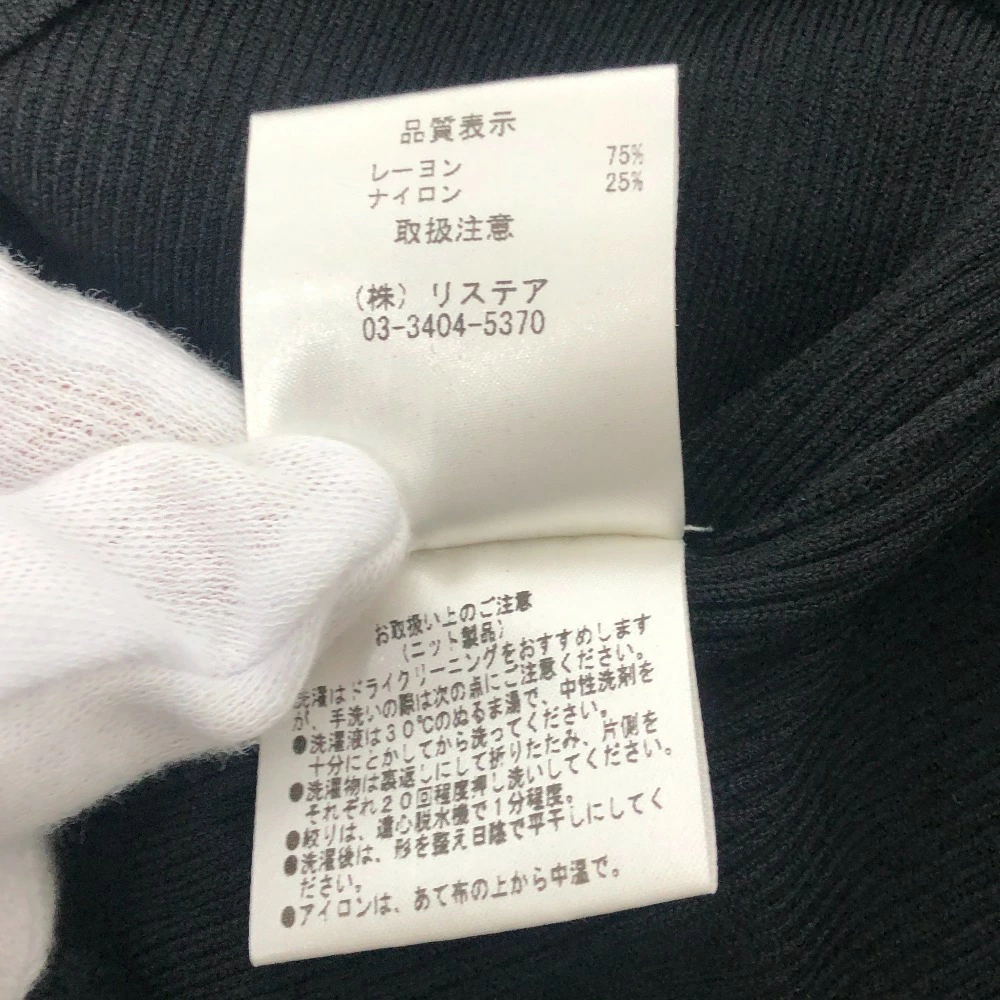 品質表示
レーヨン 75%
ナイロン 25%
取扱注意
(株) リステア
03-3404-5370
お取扱い上のご注意
(ニット製品)
洗濯はドライクリーニングをおすすめします
が、手洗いの際は次の点にご注意ください。
●洗濯液は30℃のぬるま湯で、中性洗剤を
十分にとかしてから洗ってください。
●洗濯物は裏返しにして折りたたみ、片側を
それぞれ20回程度押し洗いしてください。
●絞りは、遠心脱水機で1分程度。
●洗濯後は、形を整え日陰で平干しにしてく
ださい。
●アイロンは、あて布の上から中温で。